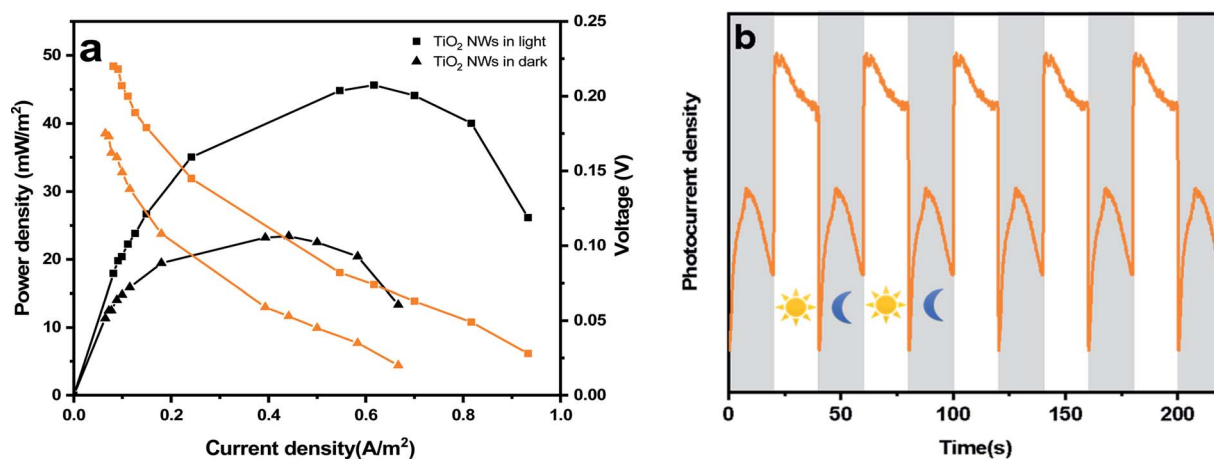 a
TiO₂ NWs in light
TiO₂ NWs in dark
Power density (mW/m²)
50
40
30
20
10
0
0.25
0.20
0.15
0.10
0.05
0.00
Voltage (V)
0.0 0.2 0.4 0.6 0.8 1.0
Current density(A/m²)
b
Photocurrent density
0 50 100 150 200
Time(s)